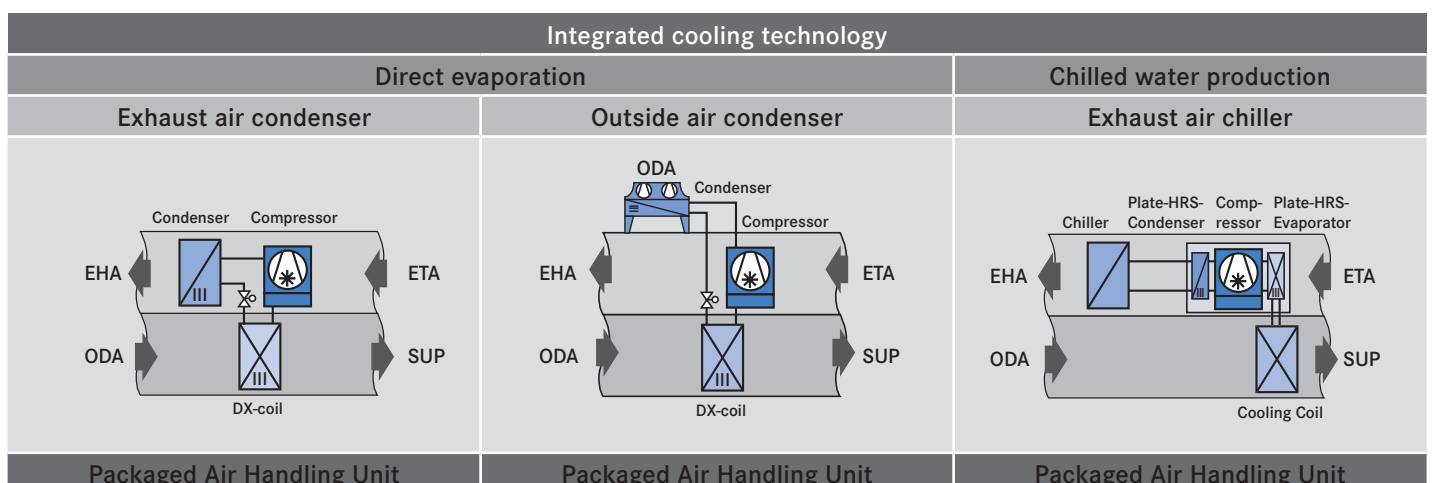 Integrated cooling technology
Direct evaporation
Chilled water production
Exhaust air condenser
Outside air condenser
Exhaust air chiller
Condenser
Compressor
EHA
ETA
ODA
SUP
DX-coil
ODA
Condenser
Compressor
EHA
ETA
ODA
SUP
DX-coil
Chiller
Plate-HRS-
Condenser
Comp-
ressor
Plate-HRS-
Evaporator
EHA
ETA
ODA
SUP
Cooling Coil
Packaged Air Handling Unit
Packaged Air Handling Unit
Packaged Air Handling Unit